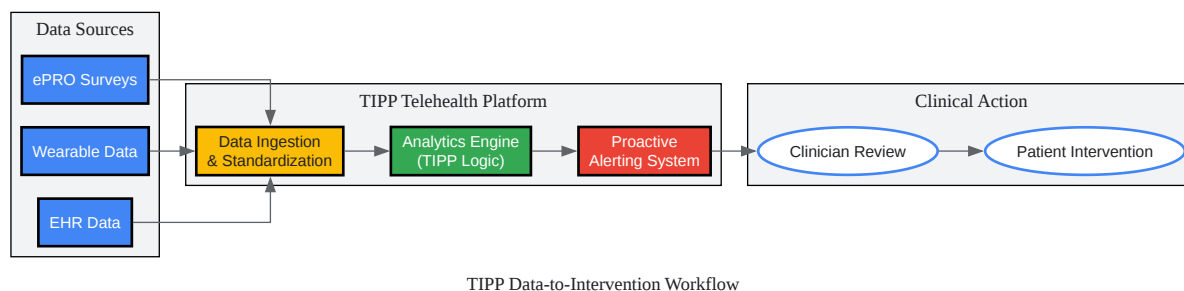 Data Sources
ePRO Surveys
Wearable Data
EHR Data
TIPP Telehealth Platform
Data Ingestion
& Standardization
Analytics Engine
(TIPP Logic)
Proactive
Alerting System
Clinical Action
Clinician Review
Patient Intervention
TIPP Data-to-Intervention Workflow